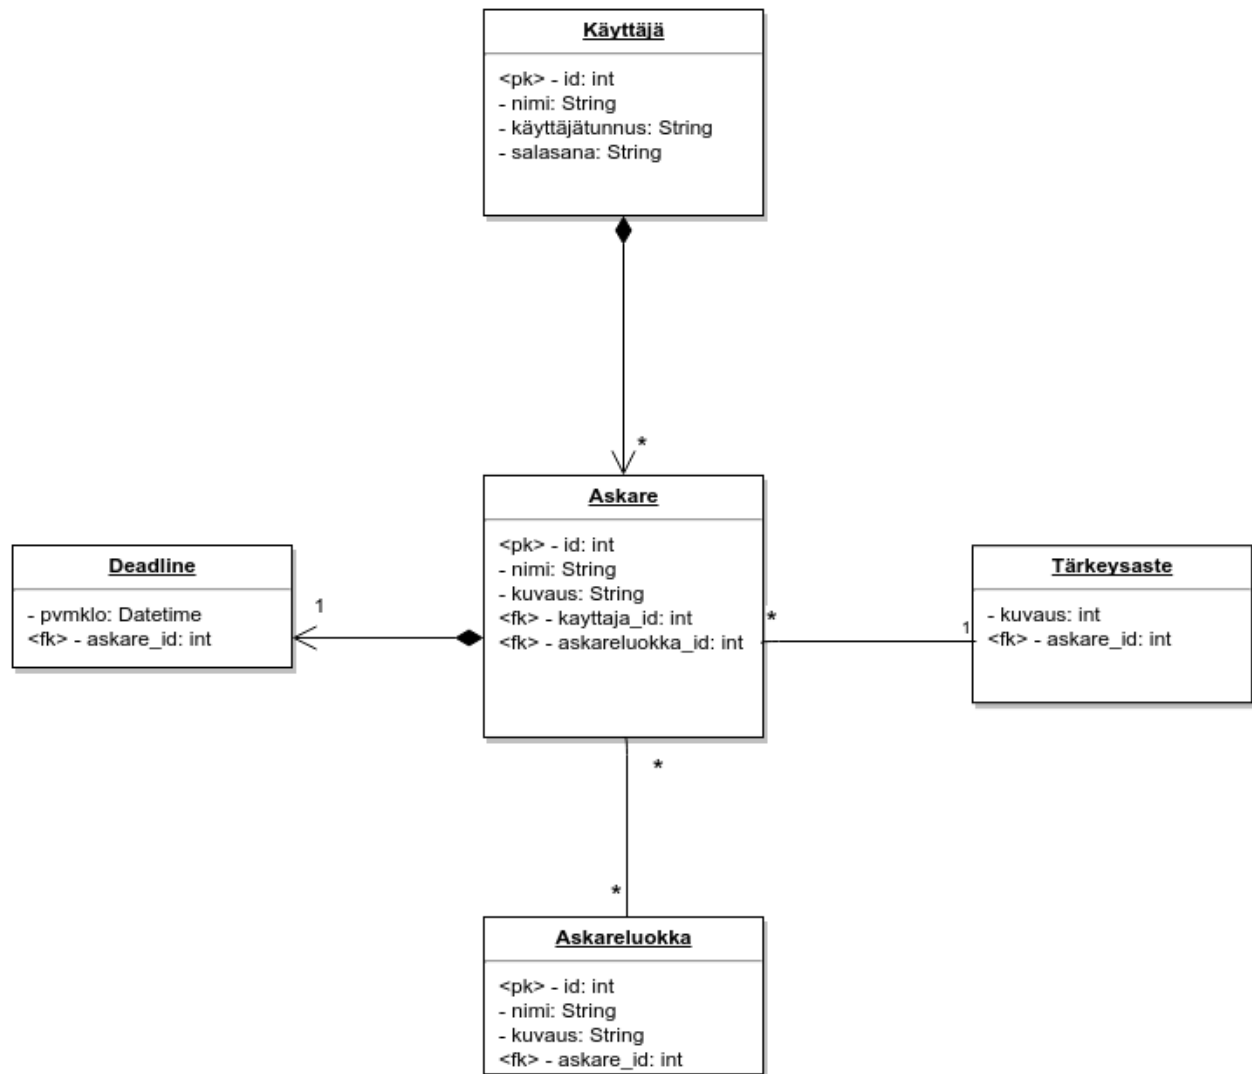 Käyttäjä
<pk> - id: int
- nimi: String
- käyttäjätunnus: String
- salasana: String
*
Askare
<pk> - id: int
- nimi: String
- kuvaus: String
<fk> - kayttaja_id: int
<fk> - askareluokka_id: int
Deadline
- pvmklo: Datetime
<fk> - askare_id: int
1
Tärkeysaste
- kuvaus: int
<fk> - askare_id: int
*
1
*
*
Askareluokka
<pk> - id: int
- nimi: String
- kuvaus: String
<fk> - askare_id: int